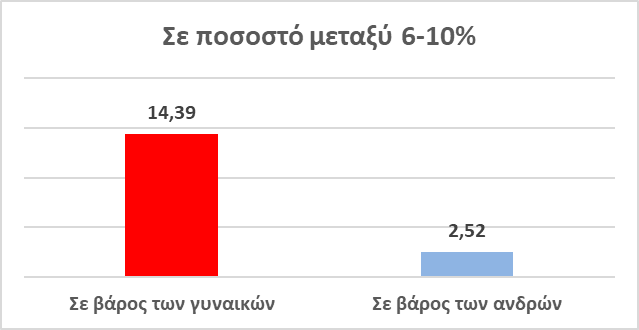 Σε ποσοστό μεταξύ 6-10%
14,39
2,52
Σε βάρος των γυναικών
Σε βάρος των ανδρών